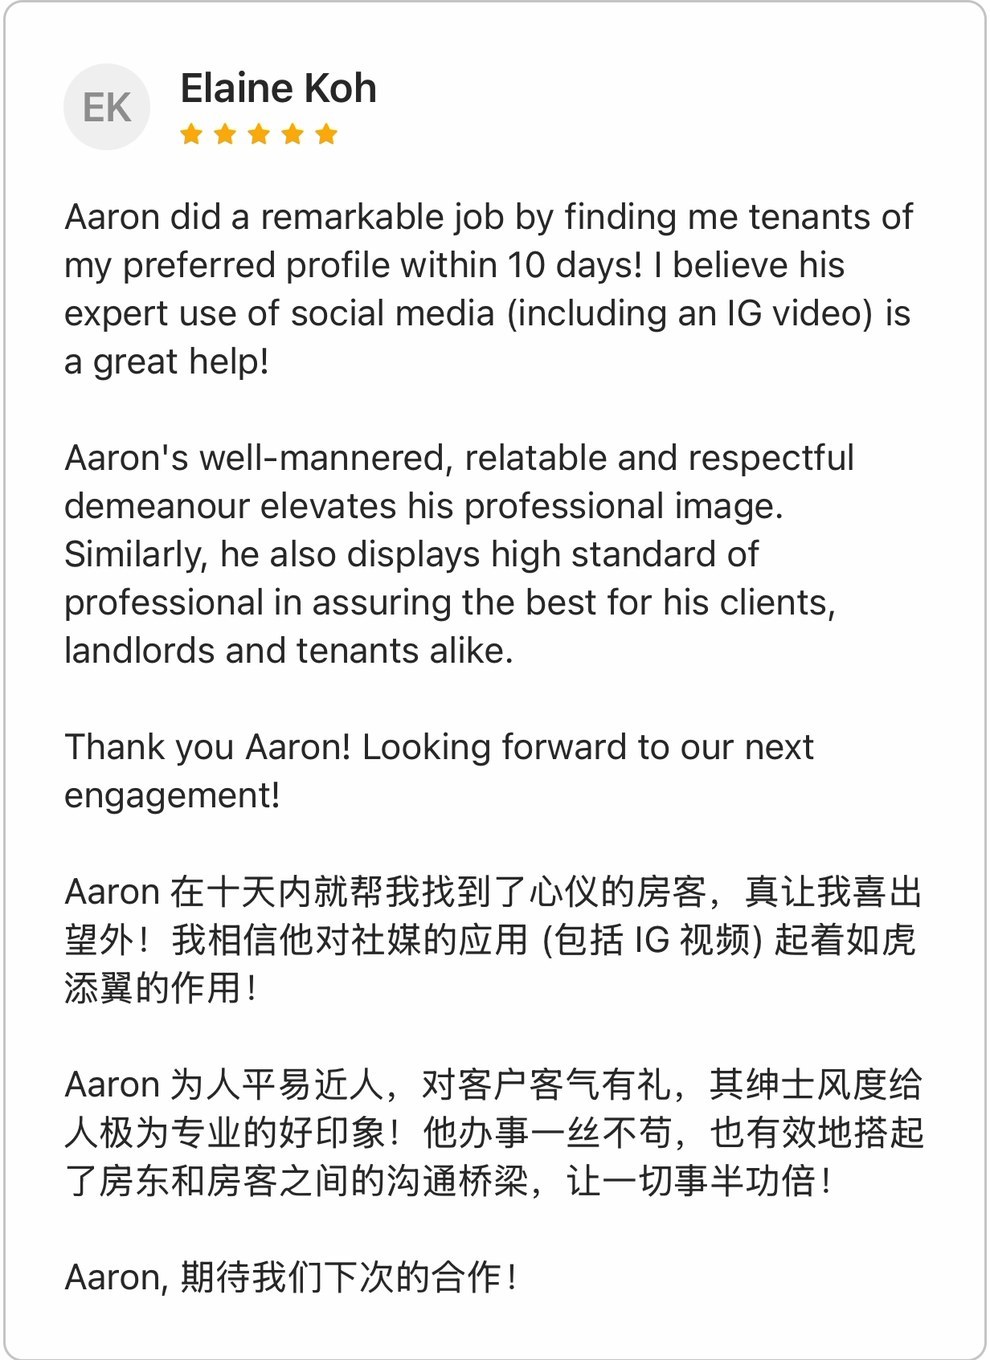 EK
Elaine Koh
Aaron did a remarkable job by finding me tenants of
my preferred profile within 10 days! I believe his
expert use of social media (including an IG video) is
a great help!
Aaron's well-mannered, relatable and respectful
demeanour elevates his professional image.
Similarly, he also displays high standard of
professional in assuring the best for his clients,
landlords and tenants alike.
Thank you Aaron! Looking forward to our next
engagement!
Aaron 在十天内就帮我找到了心仪的房客，真让我喜出
望外！我相信他对社媒的应用 (包括 IG 视频) 起着如虎
添翼的作用！
Aaron 为人平易近人，对客户客气有礼，其绅士风度给
人极为专业的好印象！他办事一丝不苟，也有效地搭起
了房东和房客之间的沟通桥梁，让一切事半功倍！
Aaron, 期待我们下次的合作！